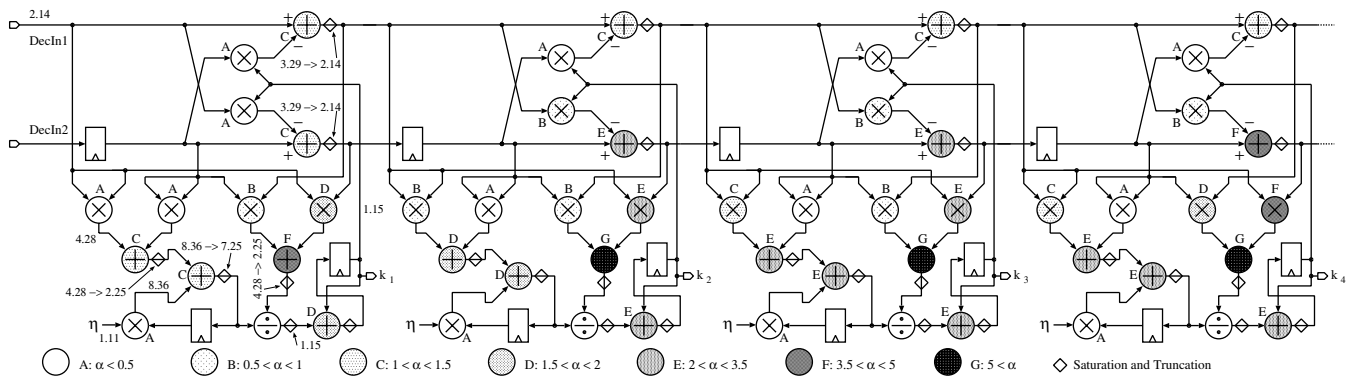 2.14
+ + + +
DecIn1 C − C − C − C −
A A A A
3.29 −> 2.14
3.29 −> 2.14
A B B B
DecIn2 − C − E − E − F
+ + + +
A A B D B A B E C A B E C A D F
1.15
4.28 C 8.36 −> 7.25 F D G E G E G
4.28 −> 2.25 C 8.36 4.28 −> 2.25 D E E
k 1 k 2 k 3 k 4
η A D η A E η A E η A E
1.11 1.15
A: α < 0.5 B: 0.5 < α < 1 C: 1 < α < 1.5 D: 1.5 < α < 2 E: 2 < α < 3.5 F: 3.5 < α < 5 G: 5 < α Saturation and Truncation